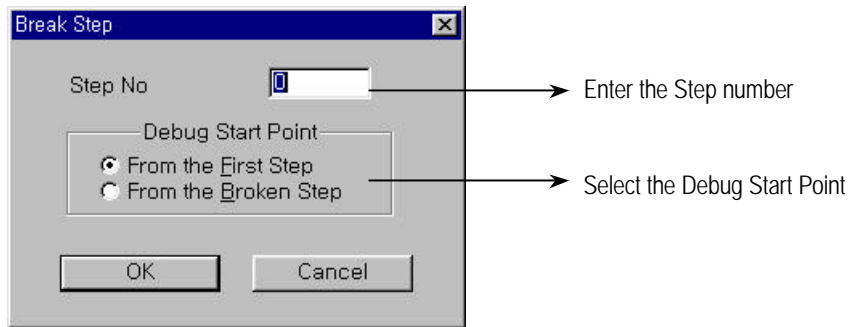 Break Step
Step No 0
Enter the Step number
Debug Start Point
From the First Step
From the Broken Step
Select the Debug Start Point
OK Cancel